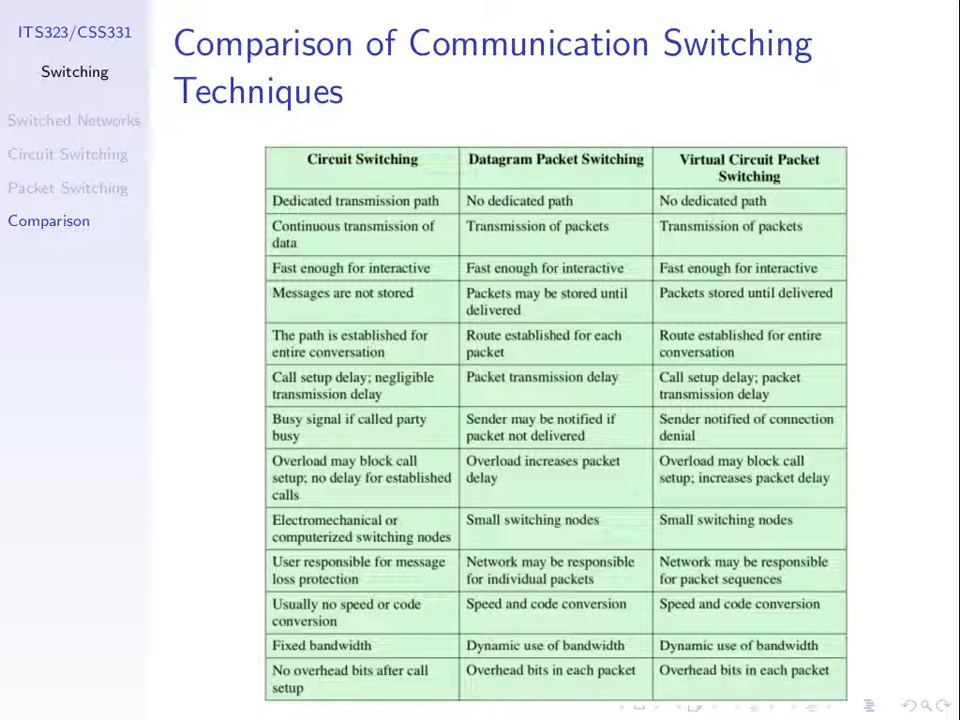 ITS323/CSS331
Switching
Switched Networks
Circuit Switching
Packet Switching
Comparison
Comparison of Communication Switching
Techniques
Circuit Switching
Datagram Packet Switching
Virtual Circuit Packet
Switching
Dedicated transmission path
No dedicated path
No dedicated path
Continuous transmission of
data
Transmission of packets
Transmission of packets
Fast enough for interactive
Fast enough for interactive
Fast enough for interactive
Messages are not stored
Packets may be stored until
delivered
Packets stored until delivered
The path is established for
entire conversation
Route established for each
packet
Route established for entire
conversation
Call setup delay; negligible
transmission delay
Packet transmission delay
Call setup delay; packet
transmission delay
Busy signal if called party
busy
Sender may be notified if
packet not delivered
Sender notified of connection
denial
Overload may block call
setup; no delay for established
calls
Overload increases packet
delay
Overload may block call
setup; increases packet delay
Electromechanical or
computerized switching nodes
Small switching nodes
Small switching nodes
User responsible for message
loss protection
Network may be responsible
for individual packets
Network may be responsible
for packet sequences
Usually no speed or code
conversion
Speed and code conversion
Speed and code conversion
Fixed bandwidth
Dynamic use of bandwidth
Dynamic use of bandwidth
No overhead bits after call
setup
Overhead bits in each packet
Overhead bits in each packet